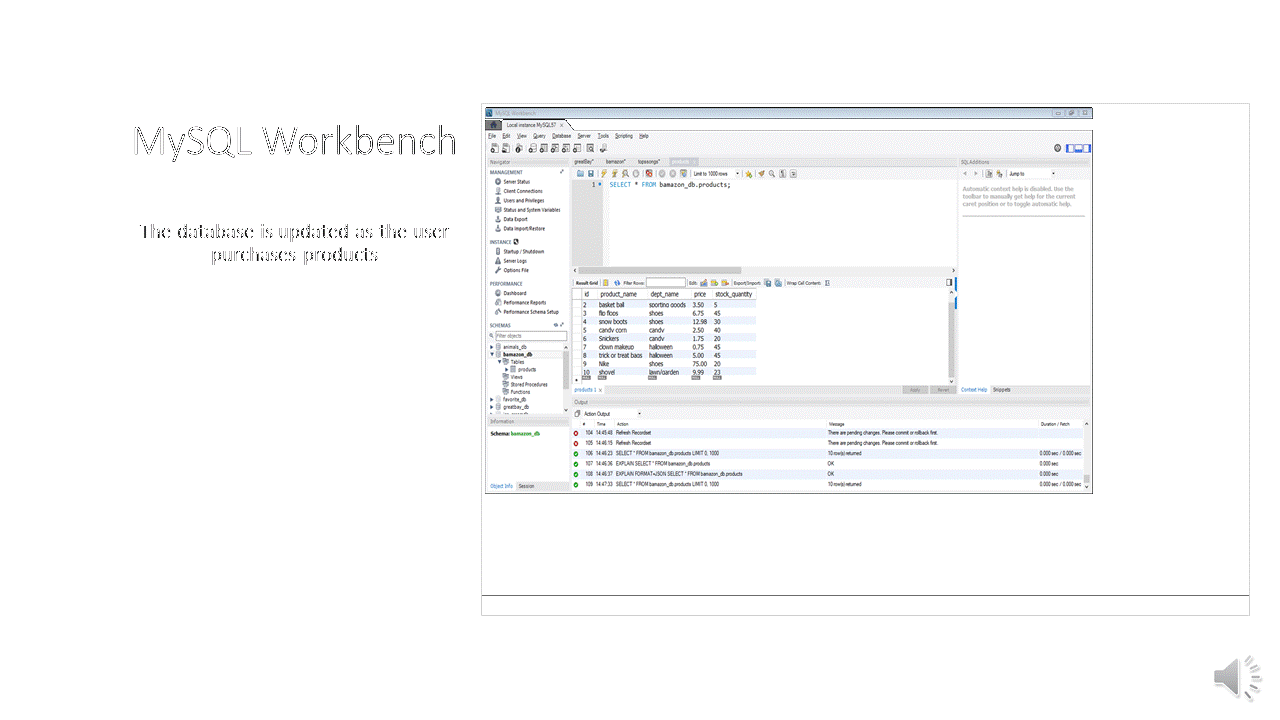 MySQL Workbench
The database is updated as the user
purchases products
MySQL Workbench
Local instance MySQL57
File Edit View Query Database Server Tools Scripting Help
Navigator
MANAGEMENT
Server Status
Client Connections
Users and Privileges
Status and System Variables
Data Export
Data Import/Restore
INSTANCE
Startup / Shutdown
Server Logs
Options File
PERFORMANCE
Dashboard
Performance Reports
Performance Schema Setup
SCHEMAS
Filter objects
animals_db
bamazon_db
Tables
products
Views
Stored Procedures
Functions
favorite_db
greatbay_db
Information
Schema: bamazon_db
Object Info Session
greatBay* bamazon* topsongs* products
Limit to 1000 rows
1 SELECT * FROM bamazon_db.products;
Result Grid Filter Rows: Edit: Export/Import: Wrap Cell Content:
id product_name dept_name price stock_quantity
2 basket ball sporting goods 3.50 5
3 flip flops shoes 6.75 45
4 snow boots shoes 12.98 30
5 candy corn candy 2.50 40
6 Snickers candy 1.75 20
7 clown makeup halloween 0.75 45
8 trick or treat bags halloween 5.00 45
9 Nike shoes 75.00 20
10 shovel lawn/garden 9.99 23
NULL NULL NULL NULL NULL
products 1 Apply Revert
SQL Additions
Jump to
Automatic context help is disabled. Use the
toolbar to manually get help for the current
caret position or to toggle automatic help.
Context Help Snippets
Output
Action Output
# Time Action Message Duration / Fetch
104 14:45:48 Refresh Recordset There are pending changes. Please commit or rollback first.
105 14:46:15 Refresh Recordset There are pending changes. Please commit or rollback first.
106 14:46:23 SELECT * FROM bamazon_db.products LIMIT 0, 1000 10 row(s) returned 0.000 sec / 0.000 sec
107 14:46:36 EXPLAIN SELECT * FROM bamazon_db.products OK 0.000 sec
108 14:46:37 EXPLAIN FORMAT=JSON SELECT * FROM bamazon_db.products OK 0.000 sec
109 14:47:33 SELECT * FROM bamazon_db.products LIMIT 0, 1000 10 row(s) returned 0.000 sec / 0.000 sec